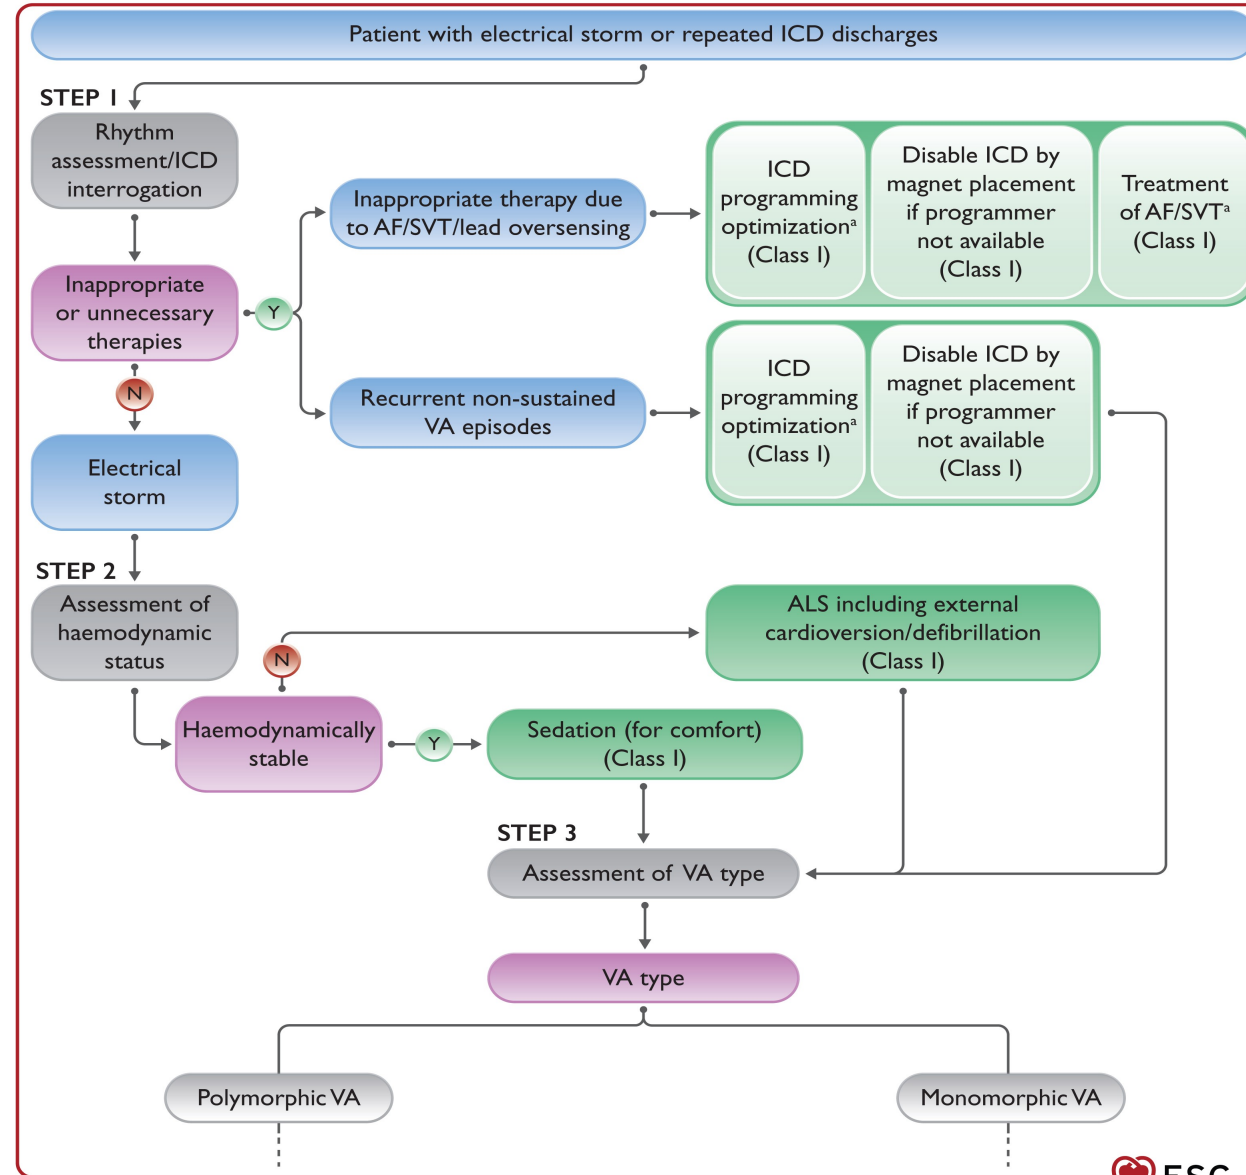 Patient with electrical storm or repeated ICD discharges
STEP 1
Rhythm
assessment/ICD
interrogation
Inappropriate
or unnecessary
therapies
Y
Inappropriate therapy due
to AF/SVT/lead oversensing
ICD
programming
optimizationᵃ
(Class I)
Disable ICD by
magnet placement
if programmer
not available
(Class I)
Treatment
of AF/SVTᵃ
(Class I)
Recurrent non-sustained
VA episodes
ICD
programming
optimizationᵃ
(Class I)
Disable ICD by
magnet placement
if programmer
not available
(Class I)
N
Electrical
storm
STEP 2
Assessment of
haemodynamic
status
N
ALS including external
cardioversion/defibrillation
(Class I)
Haemodynamically
stable
Y
Sedation (for comfort)
(Class I)
STEP 3
Assessment of VA type
VA type
Polymorphic VA
Monomorphic VA
ESC